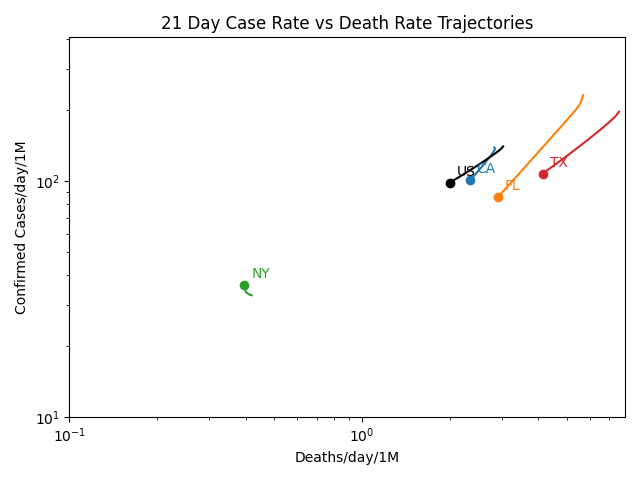 21 Day Case Rate vs Death Rate Trajectories
Confirmed Cases/day/1M
10²
10¹
US
CA
FL
TX
NY
10⁻¹
10⁰
Deaths/day/1M